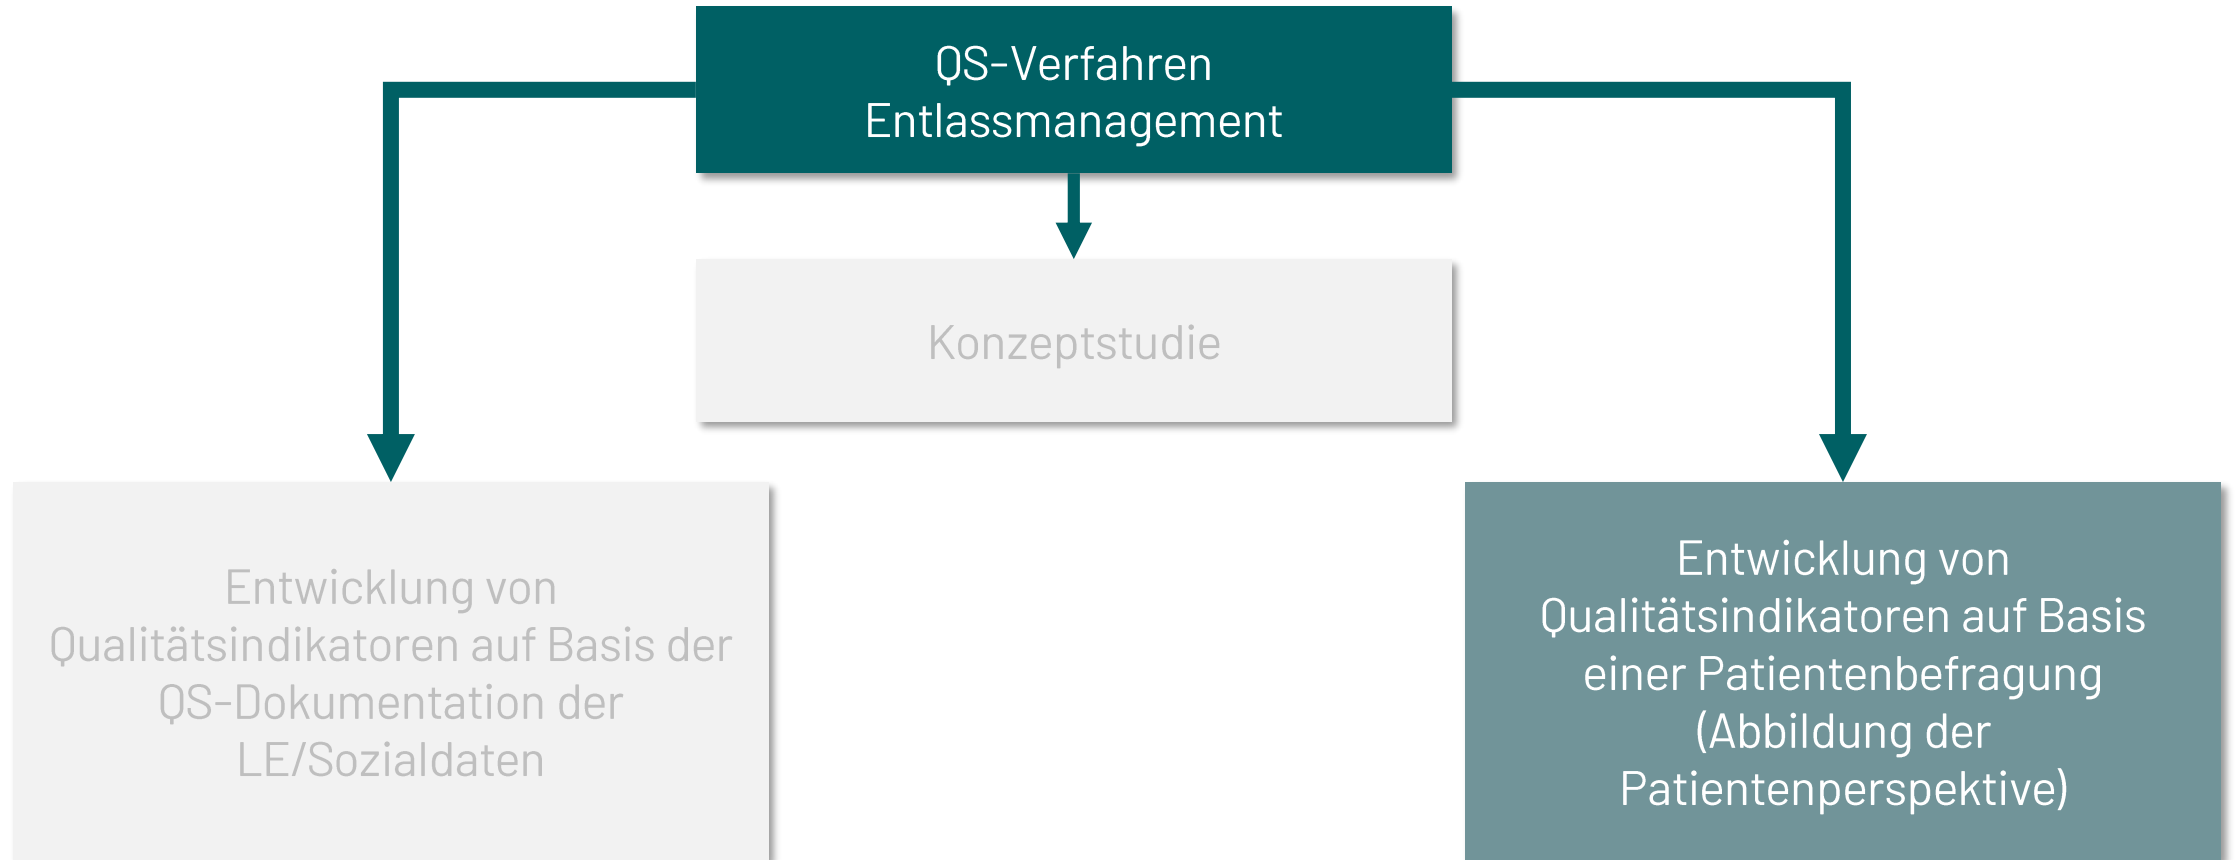 QS-Verfahren
Entlassmanagement
Konzeptstudie
Entwicklung von
Qualitätsindikatoren auf Basis der
QS-Dokumentation der
LE/Sozialdaten
Entwicklung von
Qualitätsindikatoren auf Basis
einer Patientenbefragung
(Abbildung der
Patientenperspektive)